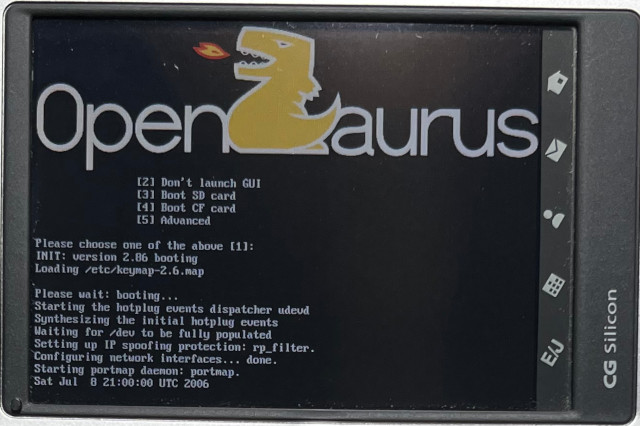 OpenZaurus
[2] Don't launch GUI
[3] Boot SD card
[4] Boot CF card
[5] Advanced
Please choose one of the above [1]:
INIT: version 2.86 booting
Loading /etc/keymap-2.6.map
Please wait: booting...
Starting the hotplug events dispatcher udevd
Synthesizing the initial hotplug events
Waiting for /dev to be fully populated
Setting up IP spoofing protection: rp_filter.
Configuring network interfaces... done.
Starting portmap daemon: portmap.
Sat Jul  8 21:00:00 UTC 2006
E/J
CG Silicon